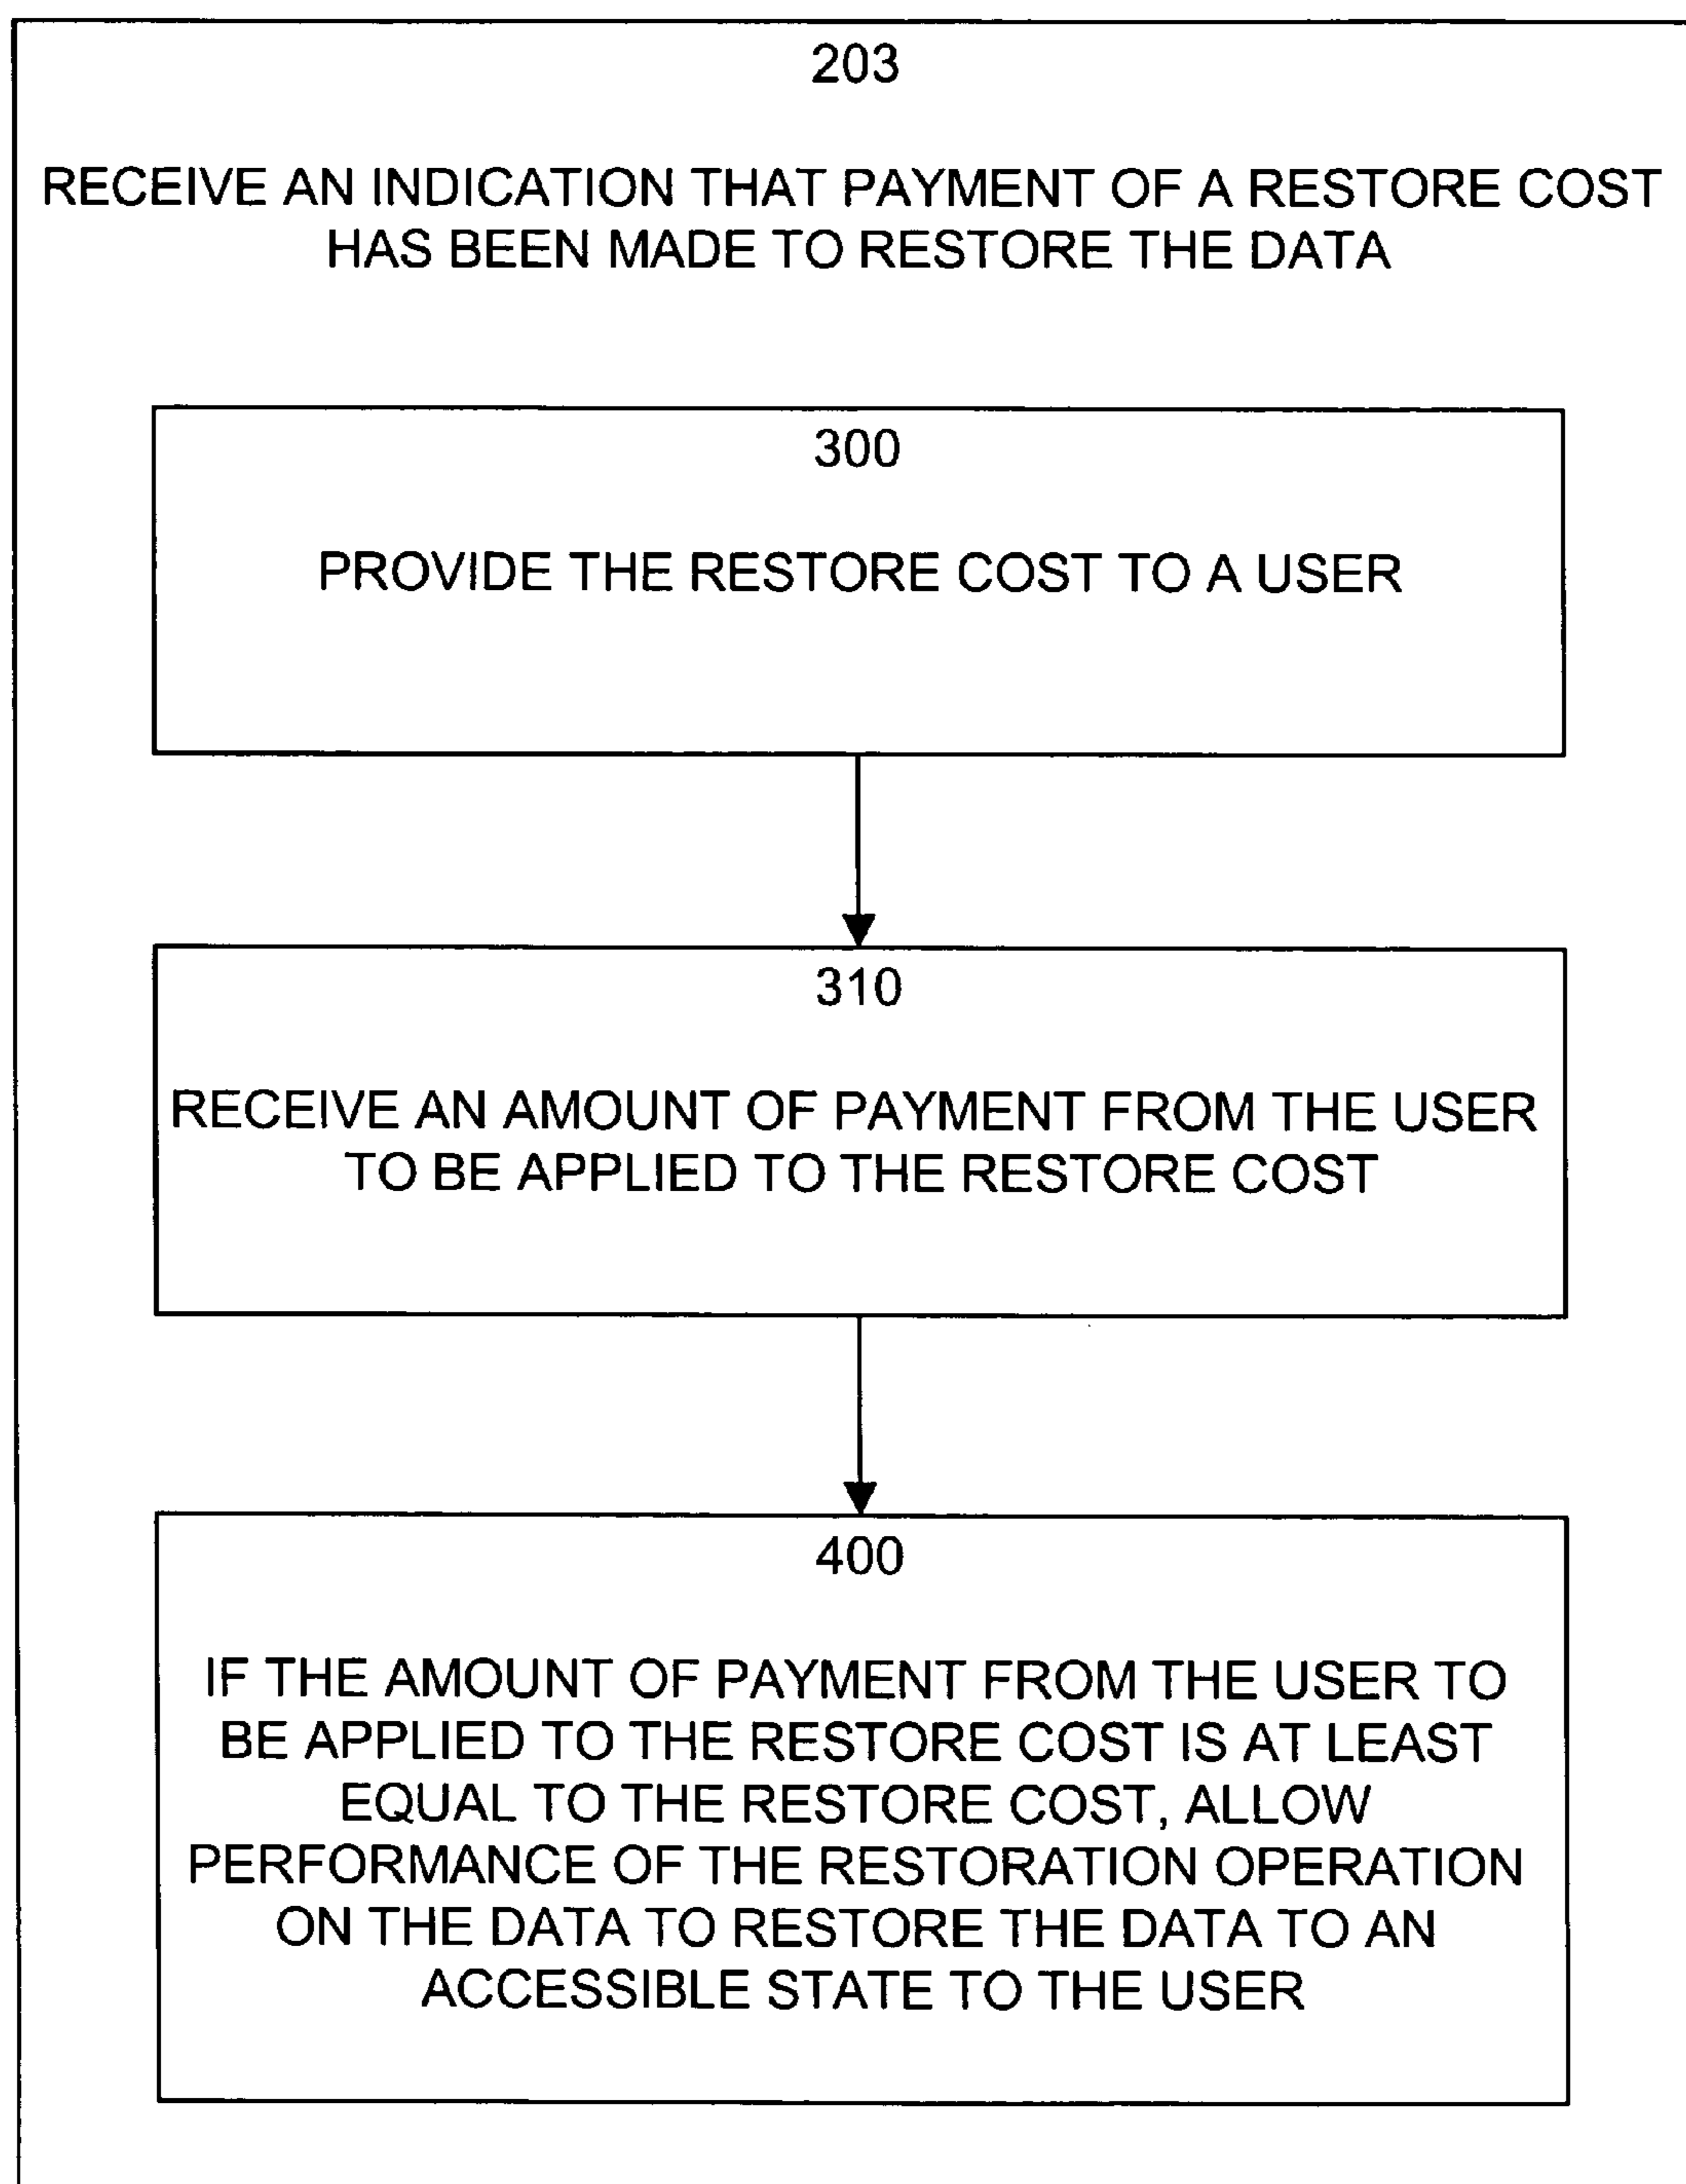 203
RECEIVE AN INDICATION THAT PAYMENT OF A RESTORE COST
HAS BEEN MADE TO RESTORE THE DATA
300
PROVIDE THE RESTORE COST TO A USER
310
RECEIVE AN AMOUNT OF PAYMENT FROM THE USER
TO BE APPLIED TO THE RESTORE COST
400
IF THE AMOUNT OF PAYMENT FROM THE USER TO
BE APPLIED TO THE RESTORE COST IS AT LEAST
EQUAL TO THE RESTORE COST, ALLOW
PERFORMANCE OF THE RESTORATION OPERATION
ON THE DATA TO RESTORE THE DATA TO AN
ACCESSIBLE STATE TO THE USER